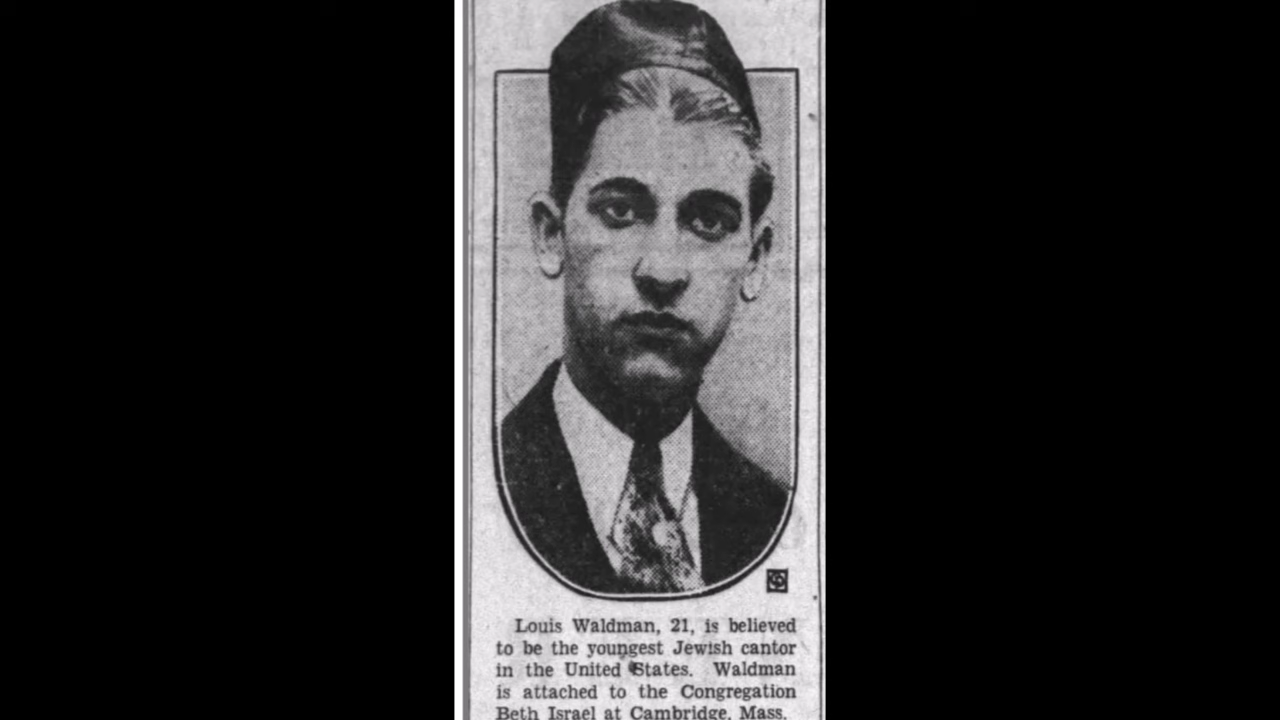 Louis Waldman, 21, is believed
to be the youngest Jewish cantor
in the United States. Waldman
is attached to the Congregation
Beth Israel at Cambridge, Mass.